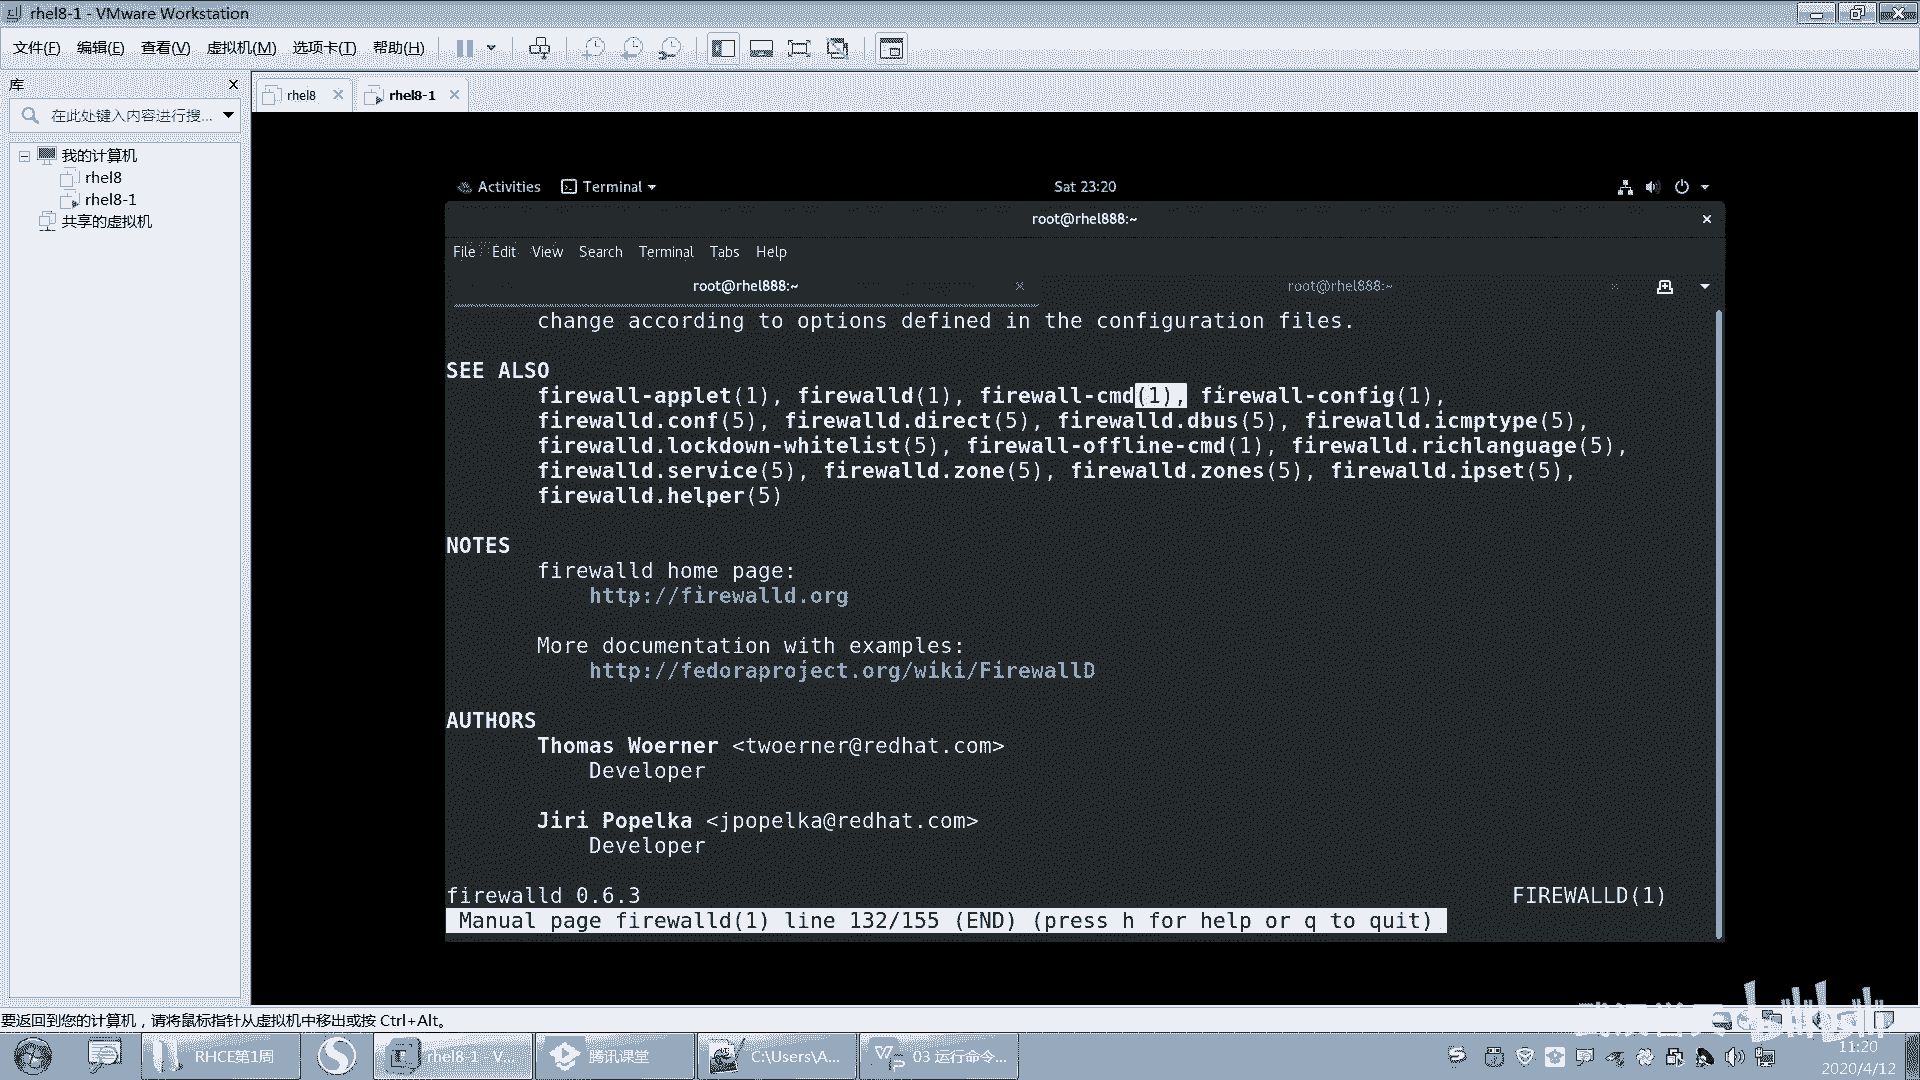 rhel8-1 - VMware Workstation
文件(F) 编辑(E) 查看(V) 虚拟机(M) 选项卡(T) 帮助(H)
库
在此处键入内容进行搜...
我的计算机
rhel8
rhel8-1
共享的虚拟机
rhel8
rhel8-1
Activities Terminal Sat 23:20
root@rhel888:~
File Edit View Search Terminal Tabs Help
root@rhel888:~ root@rhel888:~
change according to options defined in the configuration files.
SEE ALSO
firewall-applet(1), firewalld(1), firewall-cmd(1), firewall-config(1),
firewalld.conf(5), firewalld.direct(5), firewalld.dbus(5), firewalld.icmptype(5),
firewalld.lockdown-whitelist(5), firewall-offline-cmd(1), firewalld.richlanguage(5),
firewalld.service(5), firewalld.zone(5), firewalld.zones(5), firewalld.ipset(5),
firewalld.helper(5)
NOTES
firewalld home page:
http://firewalld.org
More documentation with examples:
http://fedoraproject.org/wiki/FirewallD
AUTHORS
Thomas Woerner <twoerner@redhat.com>
Developer
Jiri Popelka <jpopelka@redhat.com>
Developer
firewalld 0.6.3 FIREWALLD(1)
Manual page firewalld(1) line 132/155 (END) (press h for help or q to quit)
要返回到您的计算机，请将鼠标指针从虚拟机中移出或按 Ctrl+Alt。
RHCE第1周
rhel8-1 - V...
腾讯课堂
C:\Users\A...
03 运行命令...
11:20
2020/4/12